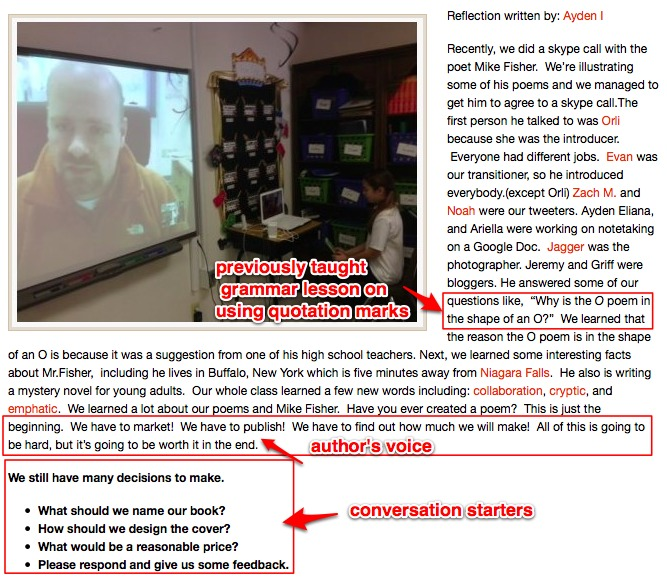 Reflection written by: Ayden I
Recently, we did a skype call with the
poet Mike Fisher.  We're illustrating
some of his poems and we managed to
get him to agree to a skype call.The
first person he talked to was Orli
because she was the introducer.
Everyone had different jobs.  Evan was
our transitioner, so he introduced
everybody.(except Orli) Zach M. and
Noah were our tweeters. Ayden Eliana,
and Ariella were working on notetaking
on a Google Doc.  Jagger was the
photographer. Jeremy and Griff were
bloggers. He answered some of our
previously taught
grammar lesson on
using quotation marks
questions like,  “Why is the O poem in
the shape of an O?”  We learned that
the reason the O poem is in the shape
of an O is because it was a suggestion from one of his high school teachers. Next, we learned some interesting facts
about Mr.Fisher,  including he lives in Buffalo, New York which is five minutes away from Niagara Falls.  He also is writing
a mystery novel for young adults.  Our whole class learned a few new words including: collaboration, cryptic, and
emphatic.  We learned a lot about our poems and Mike Fisher.  Have you ever created a poem?  This is just the
beginning.  We have to market!  We have to publish!  We have to find out how much we will make!  All of this is going to
be hard, but it's going to be worth it in the end.
author's voice
We still have many decisions to make.
• What should we name our book?
• How should we design the cover?
• What would be a reasonable price?
• Please respond and give us some feedback.
conversation starters